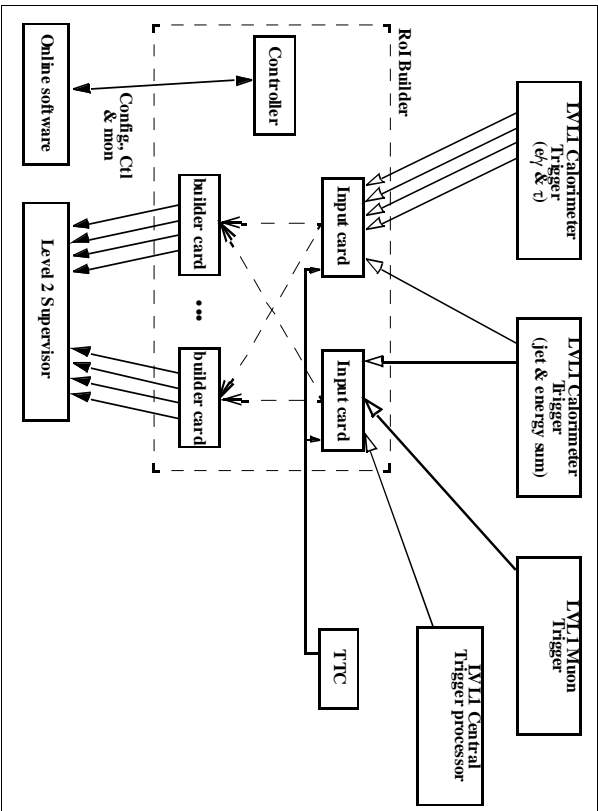 LVL1 Calorimeter
Trigger
(e/γ & τ)
LVL1 Calorimeter
Trigger
(jet & energy sum)
LVL1 Muon
Trigger
LVL1 Central
Trigger processor
TTC
RoI Builder
Input card
Input card
Controller
builder card
...
builder card
Config., Ctl
& mon
Online software
Level 2 Supervisor